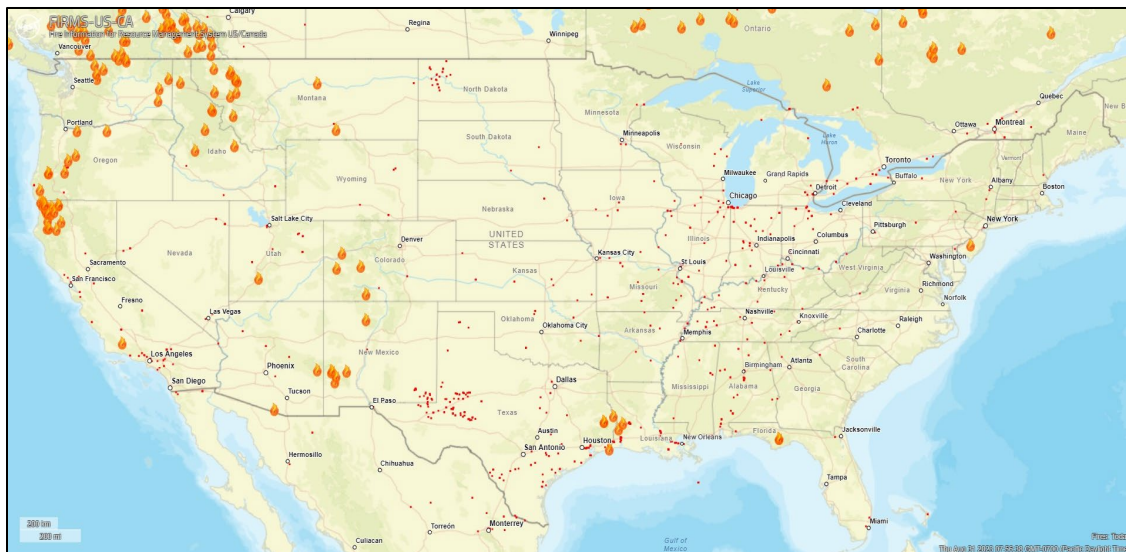 FIRMS-US-CA
Fire Information for Resource Management System US/Canada
Calgary
Regina
Winnipeg
Ontario
Vancouver
Seattle
Lake
Superior
Quebec
New B
Montana
North Dakota
Minnesota
Ottawa
Montreal
Maine
Portland
Minneapolis
Oregon
Idaho
South Dakota
Wisconsin
Lake
Huron
Toronto
Vermont
Milwaukee
Grand Rapids
Buffalo
New York
Albany
Boston
Wyoming
Detroit
Iowa
Chicago
Cleveland
Salt Lake City
Nebraska
New York
Pittsburgh
UNITED
STATES
Illinois
Indianapolis
Columbus
Nevada
Utah
Denver
Colorado
Kansas City
Cincinnati
Washington
Sacramento
San Francisco
Kansas
St Louis
Louisville
West Virginia
Missouri
Kentucky
Virginia
Richmond
Norfolk
Fresno
Las Vegas
Nashville
Knoxville
Raleigh
Oklahoma
Oklahoma City
Arkansas
Memphis
Charlotte
Los Angeles
New Mexico
Phoenix
South
Carolina
Birmingham
Atlanta
San Diego
Tucson
Dallas
Mississippi
Alabama
Georgia
El Paso
Texas
Austin
Louisiana
Florida
Jacksonville
San Antonio
Houston
New Orleans
Hermosillo
Chihuahua
Tampa
Monterrey
Miami
Torreón
Culiacan
Gulf of
Mexico
200 km
200 mi